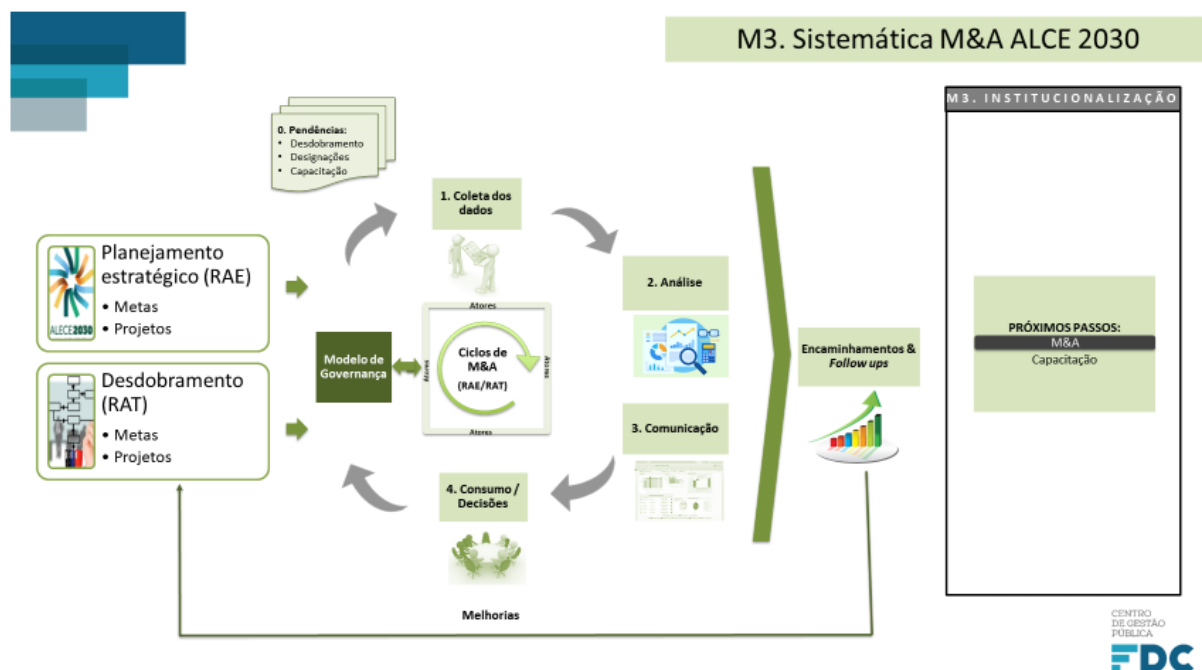 M3. Sistemática M&A ALCE 2030
M3. INSTITUCIONALIZAÇÃO
0. Pendências:
• Desdobramento
• Designações
• Capacitação
1. Coleta dos
dados
Planejamento
estratégico (RAE)
• Metas
• Projetos
ALECE2030
2. Análise
Atores
Atores
Ciclos de
M&A
(RAE/RAT)
Atores
Atores
Modelo de
Governança
Encaminhamentos &
Follow ups
PRÓXIMOS PASSOS:
M&A
Capacitação
Desdobramento
(RAT)
• Metas
• Projetos
3. Comunicação
4. Consumo /
Decisões
Melhorias
CENTRO
DE GESTÃO
PÚBLICA
FDC